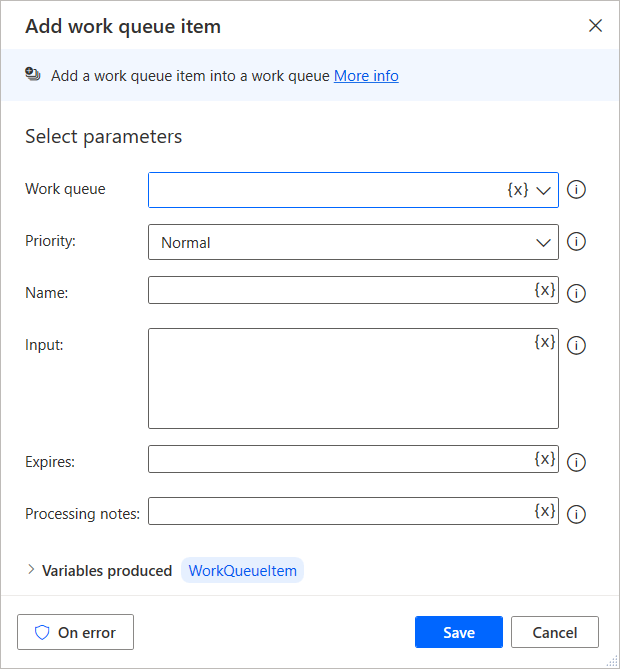 Add work queue item
Add a work queue item into a work queue More info
Select parameters
Work queue {x}
Priority: Normal
Name: {x}
Input: {x}
Expires: {x}
Processing notes: {x}
Variables produced WorkQueueItem
On error Save Cancel